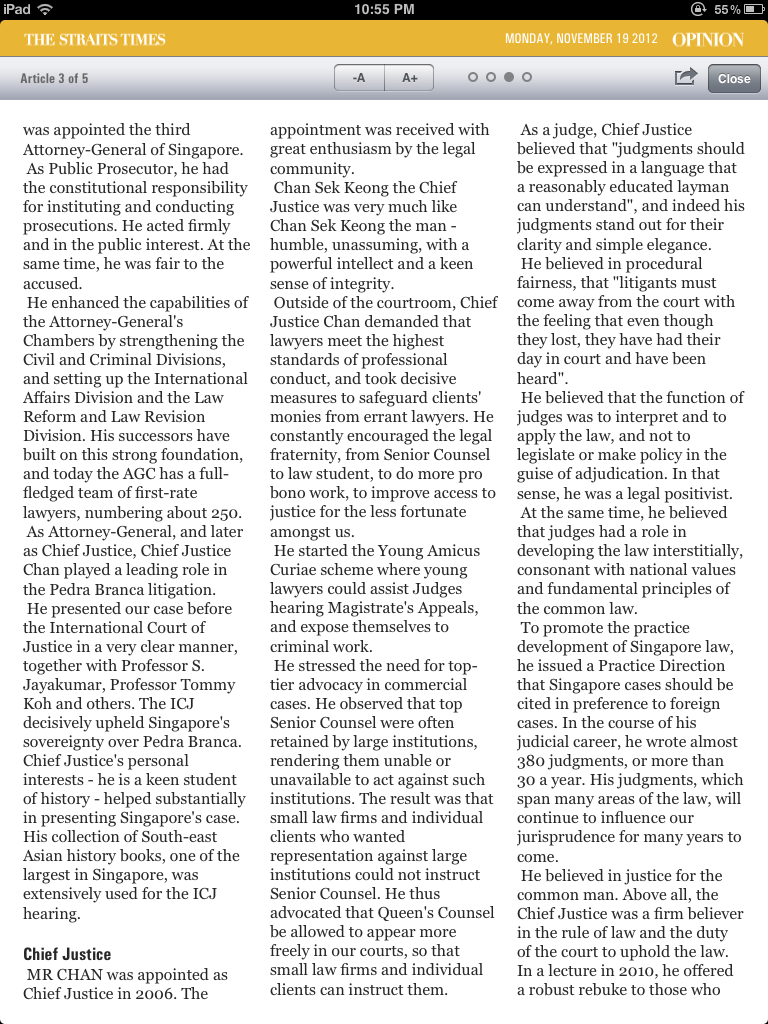 iPad
10:55 PM
55%
THE STRAITS TIMES
MONDAY, NOVEMBER 19 2012 OPINION
Article 3 of 5
-A
A+
Close
was appointed the third
Attorney-General of Singapore.
As Public Prosecutor, he had
the constitutional responsibility
for instituting and conducting
prosecutions. He acted firmly
and in the public interest. At the
same time, he was fair to the
accused.
He enhanced the capabilities of
the Attorney-General's
Chambers by strengthening the
Civil and Criminal Divisions,
and setting up the International
Affairs Division and the Law
Reform and Law Revision
Division. His successors have
built on this strong foundation,
and today the AGC has a full-
fledged team of first-rate
lawyers, numbering about 250.
As Attorney-General, and later
as Chief Justice, Chief Justice
Chan played a leading role in
the Pedra Branca litigation.
He presented our case before
the International Court of
Justice in a very clear manner,
together with Professor S.
Jayakumar, Professor Tommy
Koh and others. The ICJ
decisively upheld Singapore's
sovereignty over Pedra Branca.
Chief Justice's personal
interests - he is a keen student
of history - helped substantially
in presenting Singapore's case.
His collection of South-east
Asian history books, one of the
largest in Singapore, was
extensively used for the ICJ
hearing.
Chief Justice
MR CHAN was appointed as
Chief Justice in 2006. The
appointment was received with
great enthusiasm by the legal
community.
Chan Sek Keong the Chief
Justice was very much like
Chan Sek Keong the man -
humble, unassuming, with a
powerful intellect and a keen
sense of integrity.
Outside of the courtroom, Chief
Justice Chan demanded that
lawyers meet the highest
standards of professional
conduct, and took decisive
measures to safeguard clients'
monies from errant lawyers. He
constantly encouraged the legal
fraternity, from Senior Counsel
to law student, to do more pro
bono work, to improve access to
justice for the less fortunate
amongst us.
He started the Young Amicus
Curiae scheme where young
lawyers could assist Judges
hearing Magistrate's Appeals,
and expose themselves to
criminal work.
He stressed the need for top-
tier advocacy in commercial
cases. He observed that top
Senior Counsel were often
retained by large institutions,
rendering them unable or
unavailable to act against such
institutions. The result was that
small law firms and individual
clients who wanted
representation against large
institutions could not instruct
Senior Counsel. He thus
advocated that Queen's Counsel
be allowed to appear more
freely in our courts, so that
small law firms and individual
clients can instruct them.
As a judge, Chief Justice
believed that "judgments should
be expressed in a language that
a reasonably educated layman
can understand", and indeed his
judgments stand out for their
clarity and simple elegance.
He believed in procedural
fairness, that "litigants must
come away from the court with
the feeling that even though
they lost, they have had their
day in court and have been
heard".
He believed that the function of
judges was to interpret and to
apply the law, and not to
legislate or make policy in the
guise of adjudication. In that
sense, he was a legal positivist.
At the same time, he believed
that judges had a role in
developing the law interstitially,
consonant with national values
and fundamental principles of
the common law.
To promote the practice
development of Singapore law,
he issued a Practice Direction
that Singapore cases should be
cited in preference to foreign
cases. In the course of his
judicial career, he wrote almost
380 judgments, or more than
30 a year. His judgments, which
span many areas of the law, will
continue to influence our
jurisprudence for many years to
come.
He believed in justice for the
common man. Above all, the
Chief Justice was a firm believer
in the rule of law and the duty
of the court to uphold the law.
In a lecture in 2010, he offered
a robust rebuke to those who